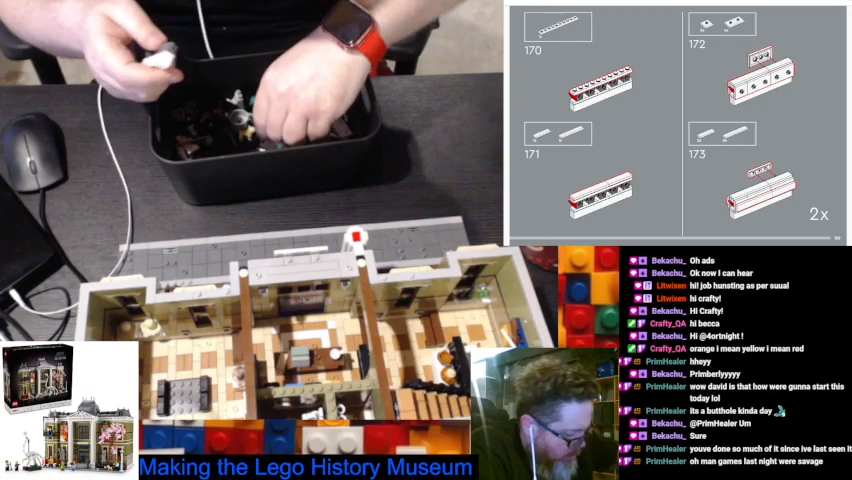 170
172
171
173
2x
Bekachu_ Oh ads
Bekachu_ Ok now I can hear
Litwisen hi! job hunsting as per suual
Litwisen hi crafty!
Bekachu_ Hi Crafty!
Crafty_QA hi becca
Bekachu_ Hi @4ortnight !
Crafty_QA orange i mean yellow i mean red
PrimHealer hheyy
Bekachu_ Primberlyyyyy
PrimHealer wow david is that how were gunna start this
today lol
PrimHealer its a butthole kinda day
Bekachu_ @PrimHealer Um
Bekachu_ Sure
PrimHealer youve done so much of it since ive last seen it
PrimHealer oh man games last night were savage
Making the Lego History Museum